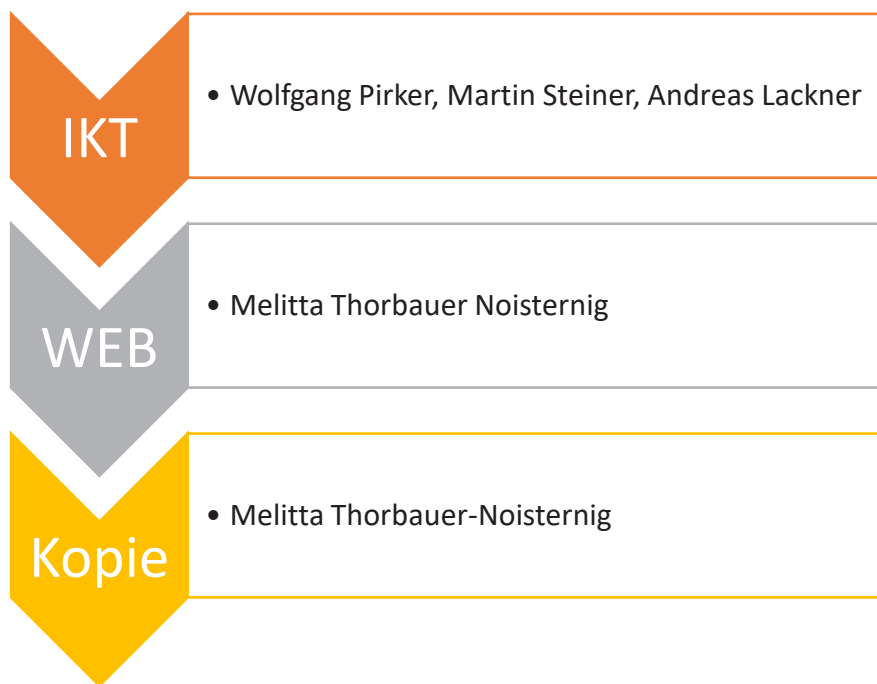 IKT
• Wolfgang Pirker, Martin Steiner, Andreas Lackner
WEB
• Melitta Thorbauer Noisternig
Kopie
• Melitta Thorbauer-Noisternig